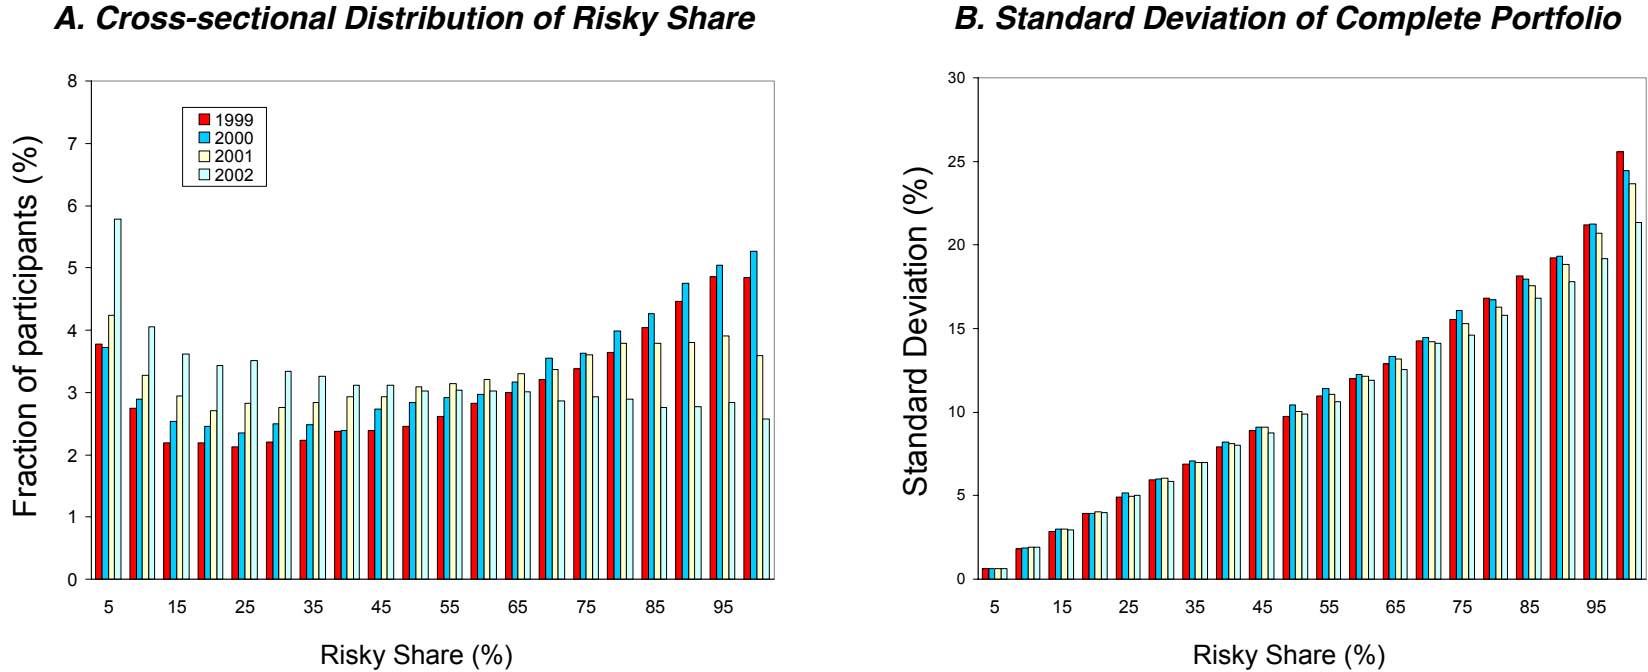 A. Cross-sectional Distribution of Risky Share
8
7
6
5
4
3
2
1
0
Fraction of participants (%)
1999
2000
2001
2002
5 15 25 35 45 55 65 75 85 95
Risky Share (%)
B. Standard Deviation of Complete Portfolio
30
25
20
15
10
5
0
Standard Deviation (%)
5 15 25 35 45 55 65 75 85 95
Risky Share (%)